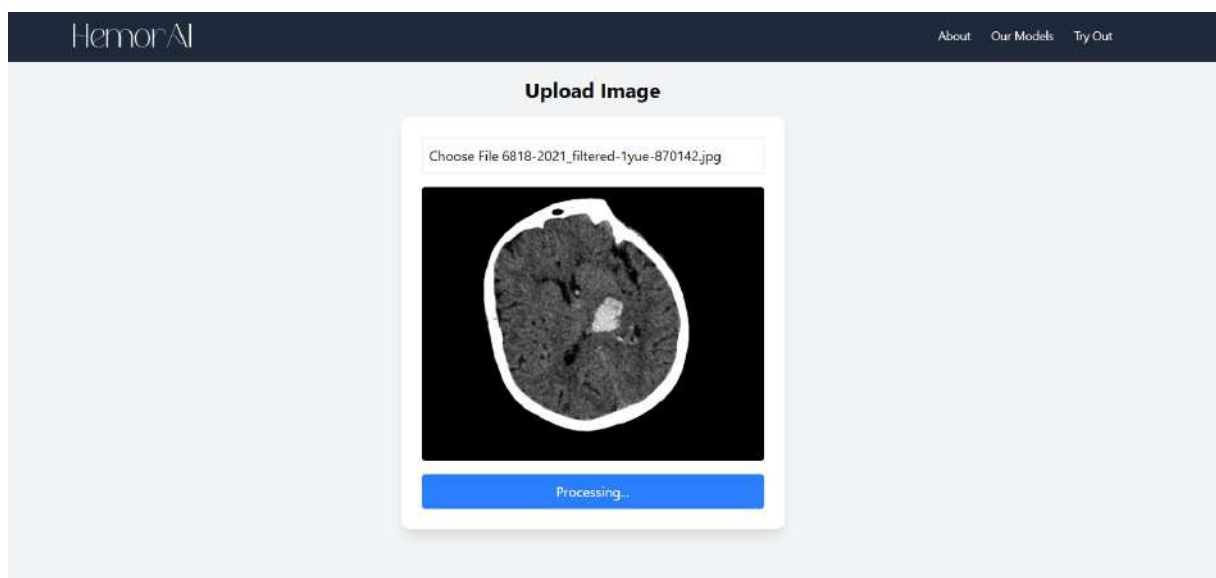 HemorAI
About Our Models Try Out
Upload Image
Choose File 6818-2021_filtered-1yue-870142.jpg
Processing...